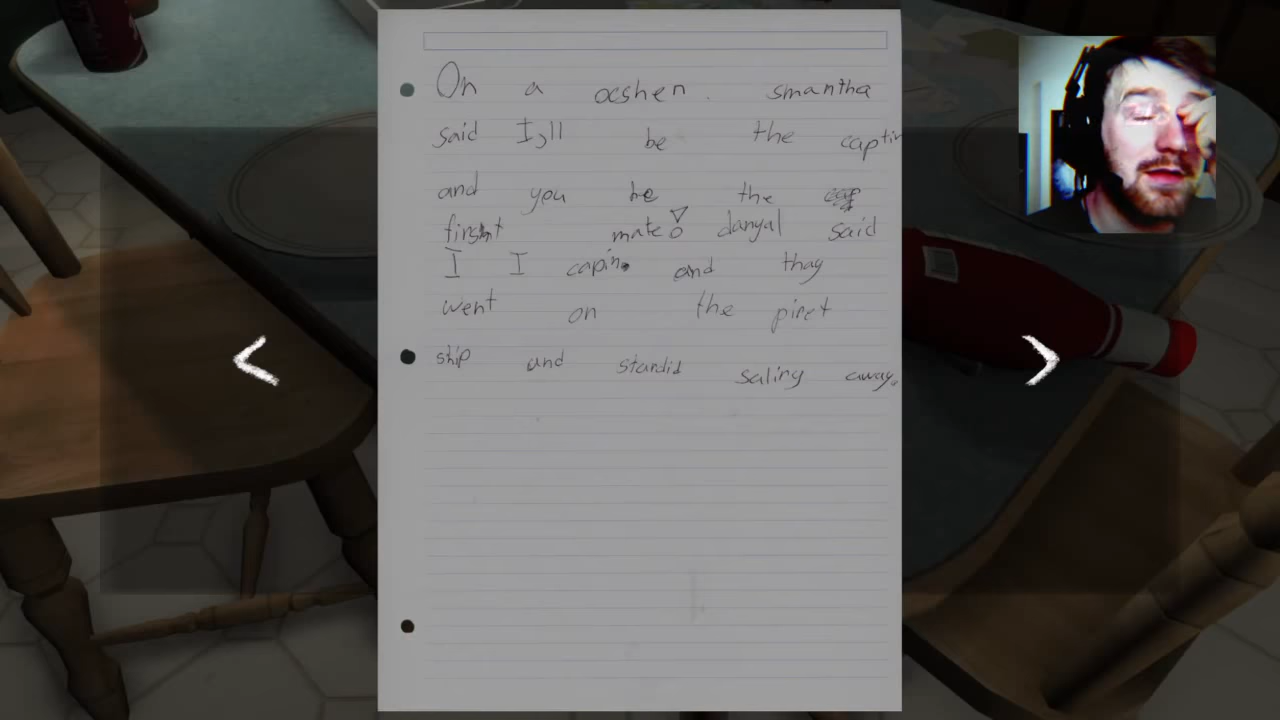 On a ocshen. smantha
said I,ll be the captin
and you be the
first mate! danyal said
I I capin. and thay
went on the piret
ship and standid saling away.